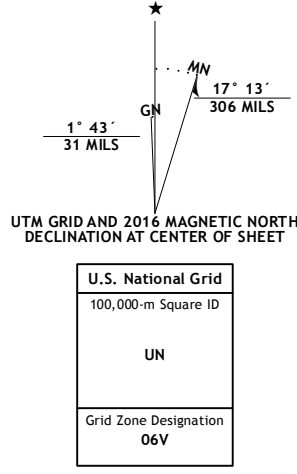 MN
GN
17° 13´
306 MILS
1° 43´
31 MILS
UTM GRID AND 2016 MAGNETIC NORTH
DECLINATION AT CENTER OF SHEET
U.S. National Grid
100,000-m Square ID
UN
Grid Zone Designation
06V